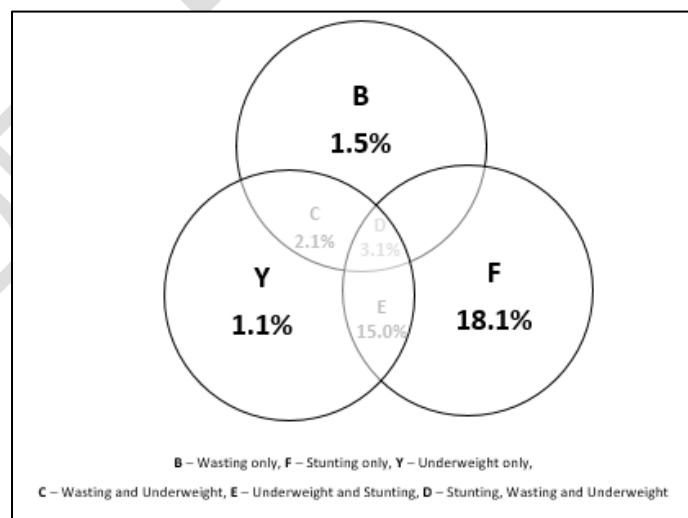 B
1.5%
C
2.1%
D
3.1%
Y
1.1%
E
15.0%
F
18.1%
B – Wasting only, F – Stunting only, Y – Underweight only,
C – Wasting and Underweight, E – Underweight and Stunting, D – Stunting, Wasting and Underweight